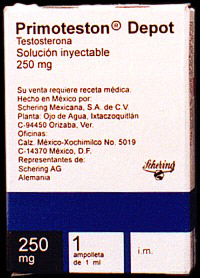 Primoteston® Depot
Testosterona
Solución inyectable
250 mg
Su venta requiere receta médica.
Hecho en México por:
Schering Mexicana, S.A. de C.V.
Planta: Ojo de Agua, Ixtaczoquitlán
C-94450 Orizaba, Ver.
Oficinas:
Calz. México-Xochimilco No. 5019
C-14370 México, D.F.
Representantes de:
Schering AG
Alemania
Schering
250
mg
1
ampolleta
de 1 ml
i.m.